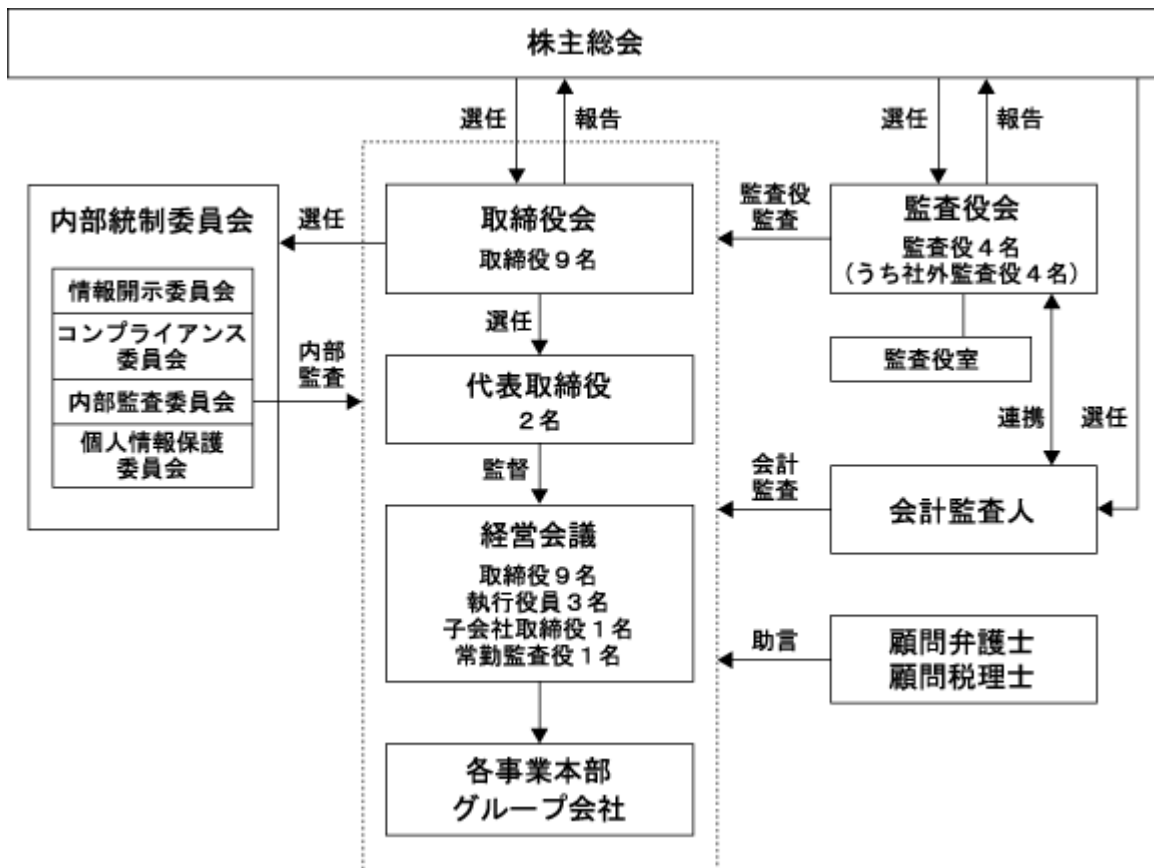 株主総会
選任
報告
選任
報告
内部統制委員会
情報開示委員会
コンプライアンス
委員会
内部監査委員会
個人情報保護
委員会
選任
内部
監査
取締役会
取締役9名
選任
代表取締役
2名
監督
経営会議
取締役9名
執行役員3名
子会社取締役1名
常勤監査役1名
各事業本部
グループ会社
監査役
監査
監査役会
監査役4名
(うち社外監査役4名)
監査役室
連携
選任
会計
監査
会計監査人
助言
顧問弁護士
顧問税理士